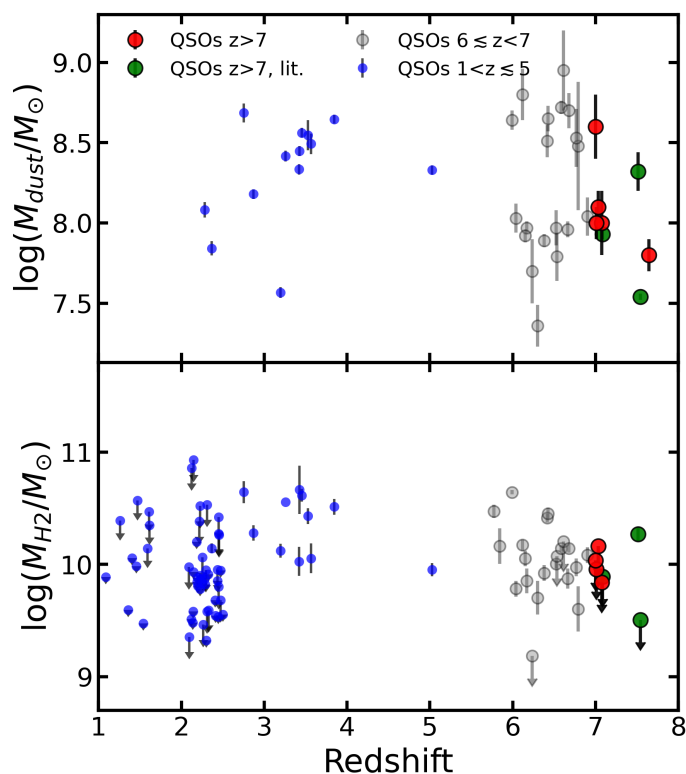 QSOs z>7
QSOs 6 ≲ z<7
QSOs z>7, lit.
QSOs 1<z ≲ 5
log(M_dust/M_⊙)
9.0
8.5
8.0
7.5
log(M_H2/M_⊙)
11
10
9
1 2 3 4 5 6 7 8
Redshift